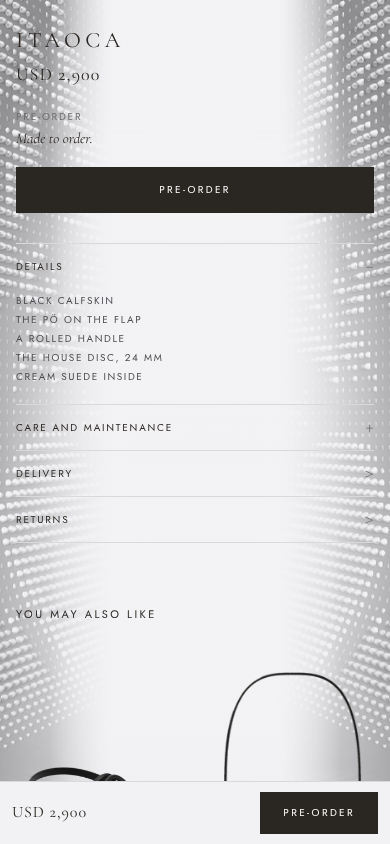 ITAOCA
USD 2,900
PRE-ORDER
Made to order.
PRE-ORDER
DETAILS
−
BLACK CALFSKIN
THE PÖ ON THE FLAP
A ROLLED HANDLE
THE HOUSE DISC, 24 MM
CREAM SUEDE INSIDE
CARE AND MAINTENANCE
+
DELIVERY
>
RETURNS
>
YOU MAY ALSO LIKE
USD 2,900
PRE-ORDER